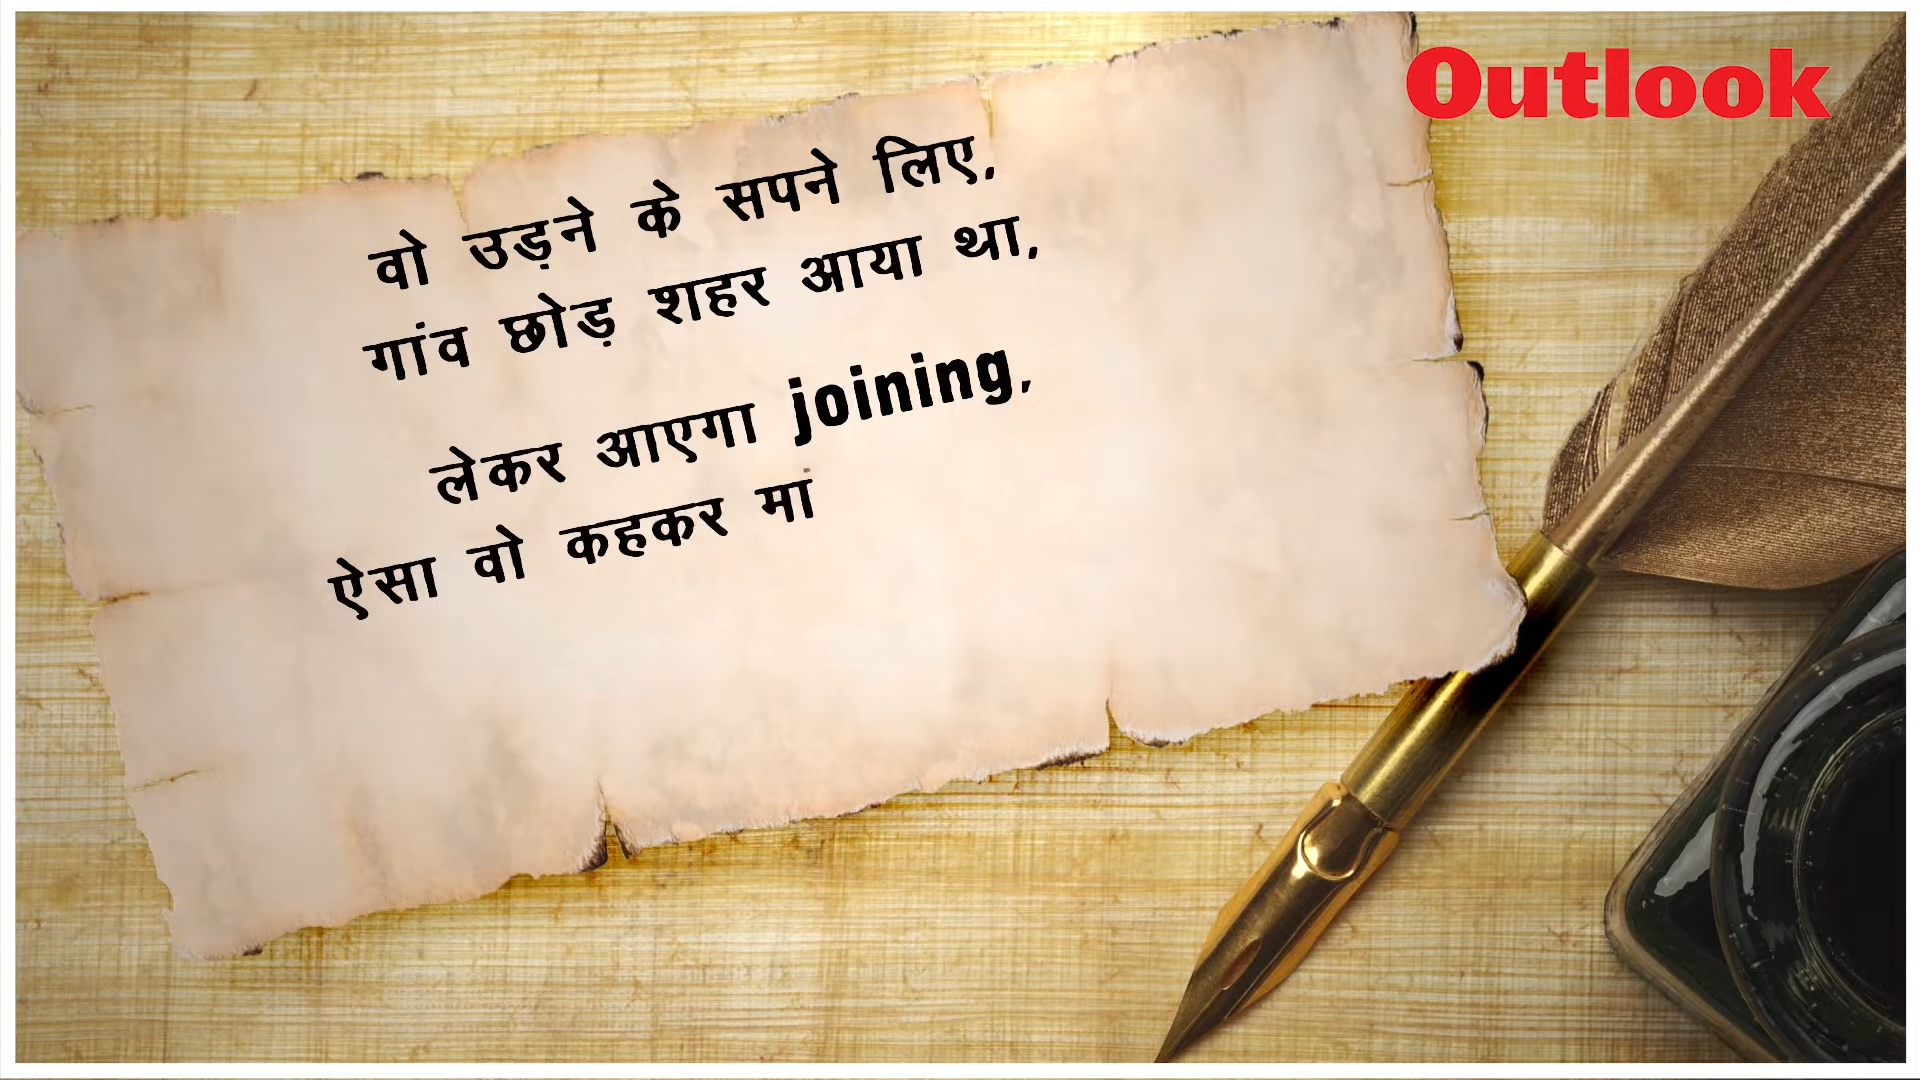 Outlook
वो उड़ने के सपने लिए,
गांव छोड़ शहर आया था,
लेकर आएगा joining,
ऐसा वो कहकर मां